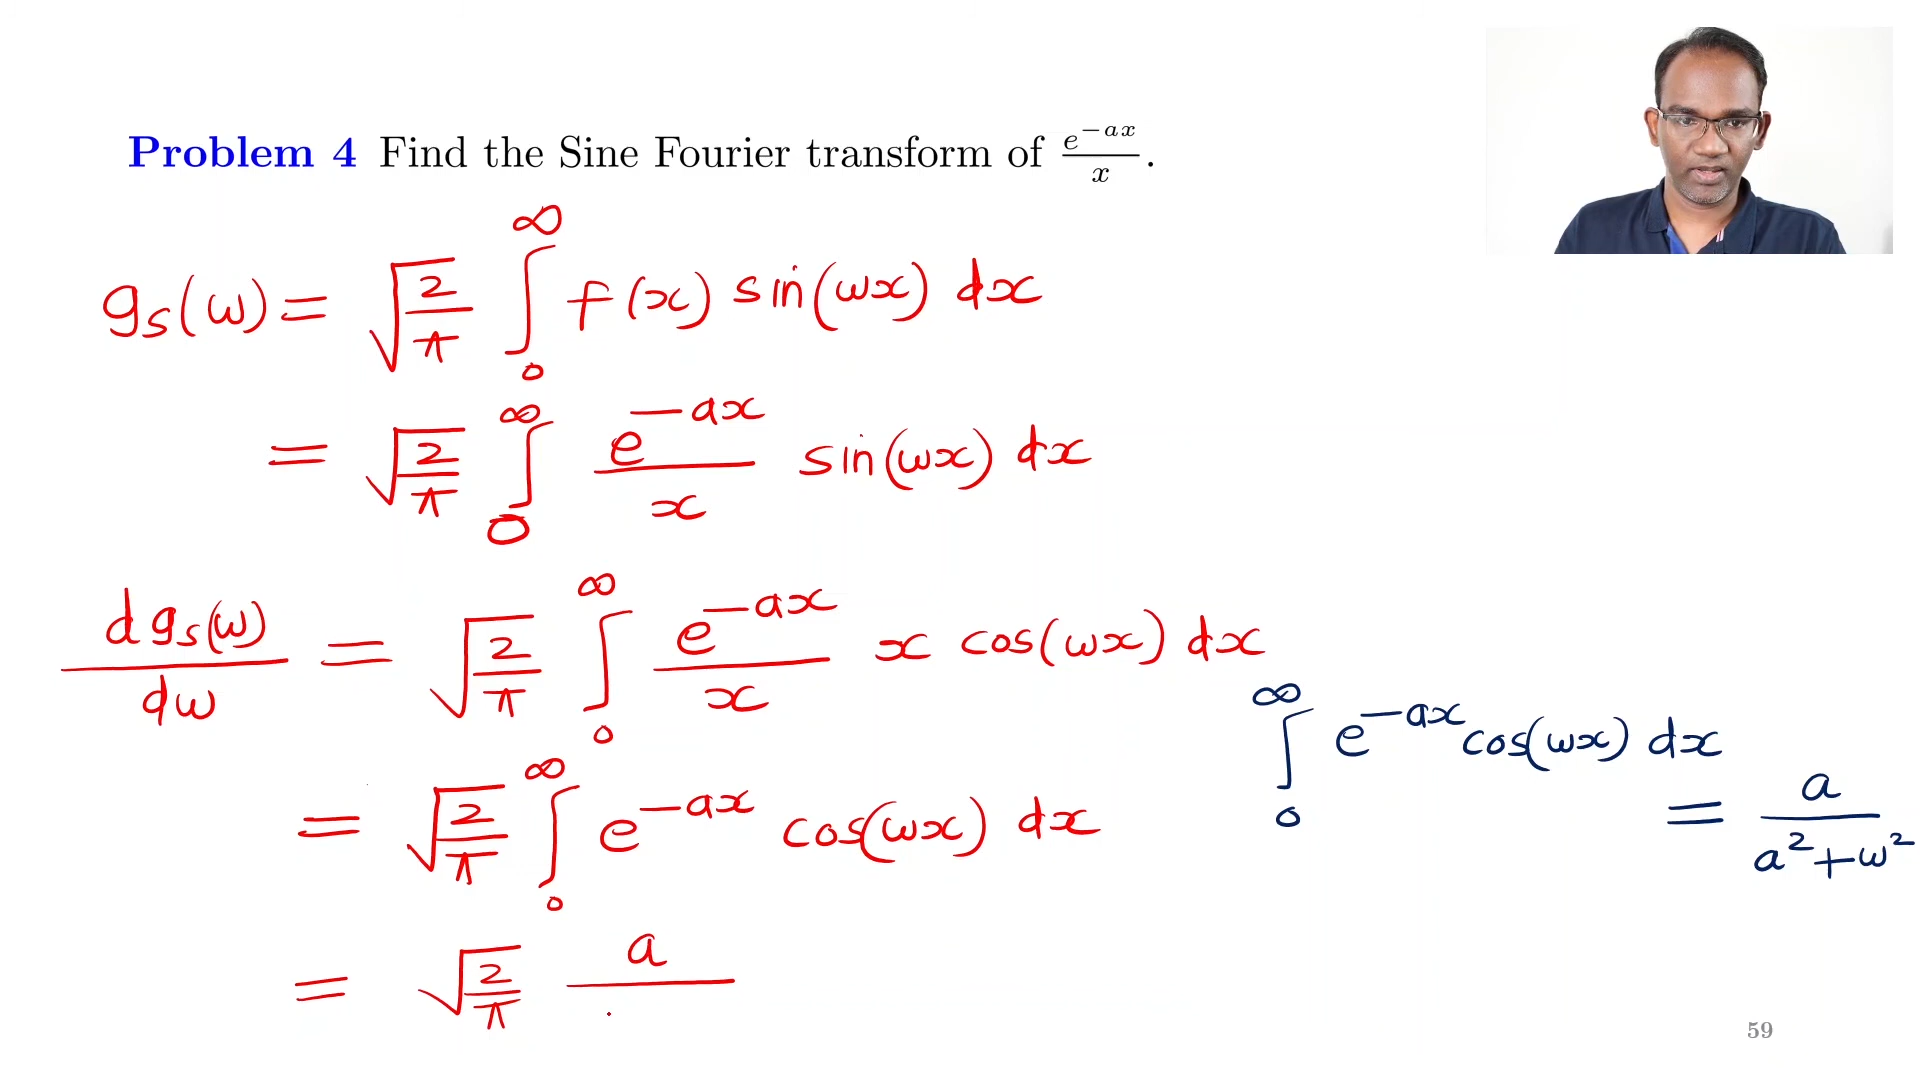 Problem 4 Find the Sine Fourier transform of e^{-ax}/x.
g_s(ω) = √(2/π) ∫_0^∞ f(x) sin(ωx) dx
= √(2/π) ∫_0^∞ e^{-ax}/x sin(ωx) dx
d g_s(ω)/dω = √(2/π) ∫_0^∞ e^{-ax}/x x cos(ωx) dx
∫_0^∞ e^{-ax} cos(ωx) dx
= a/(a²+ω²)
= √(2/π) ∫_0^∞ e^{-ax} cos(ωx) dx
= √(2/π) a/
59